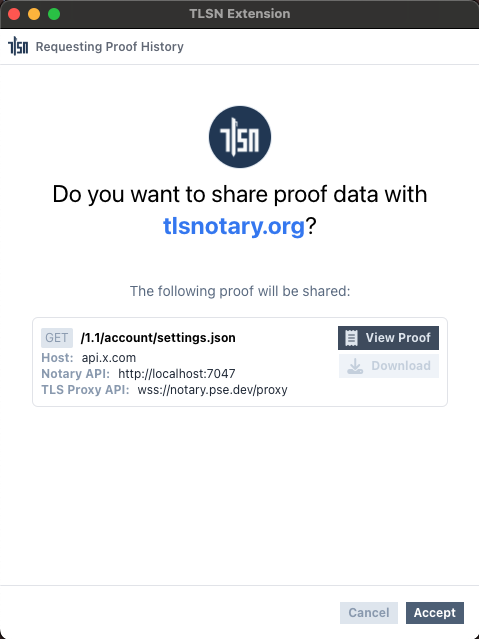 TLSN Extension
TLSN Requesting Proof History
TLSN
Do you want to share proof data with
tlsnotary.org?
The following proof will be shared:
GET /1.1/account/settings.json View Proof
Host: api.x.com
Notary API: http://localhost:7047 Download
TLS Proxy API: wss://notary.pse.dev/proxy
Cancel Accept